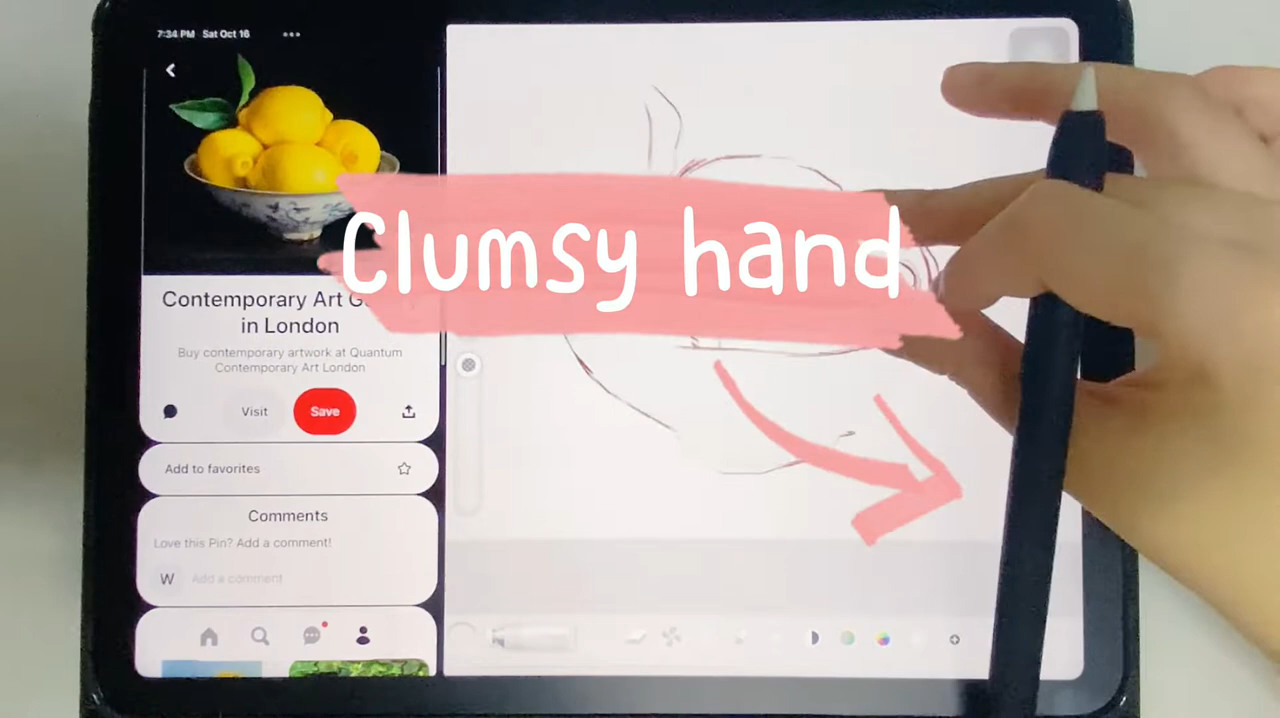 7:34 PM Sat Oct 16
Clumsy hand
Contemporary Art
in London
Buy contemporary artwork at Quantum
Contemporary Art London
Visit
Save
Add to favorites
Comments
Love this Pin? Add a comment!
W
Add a comment